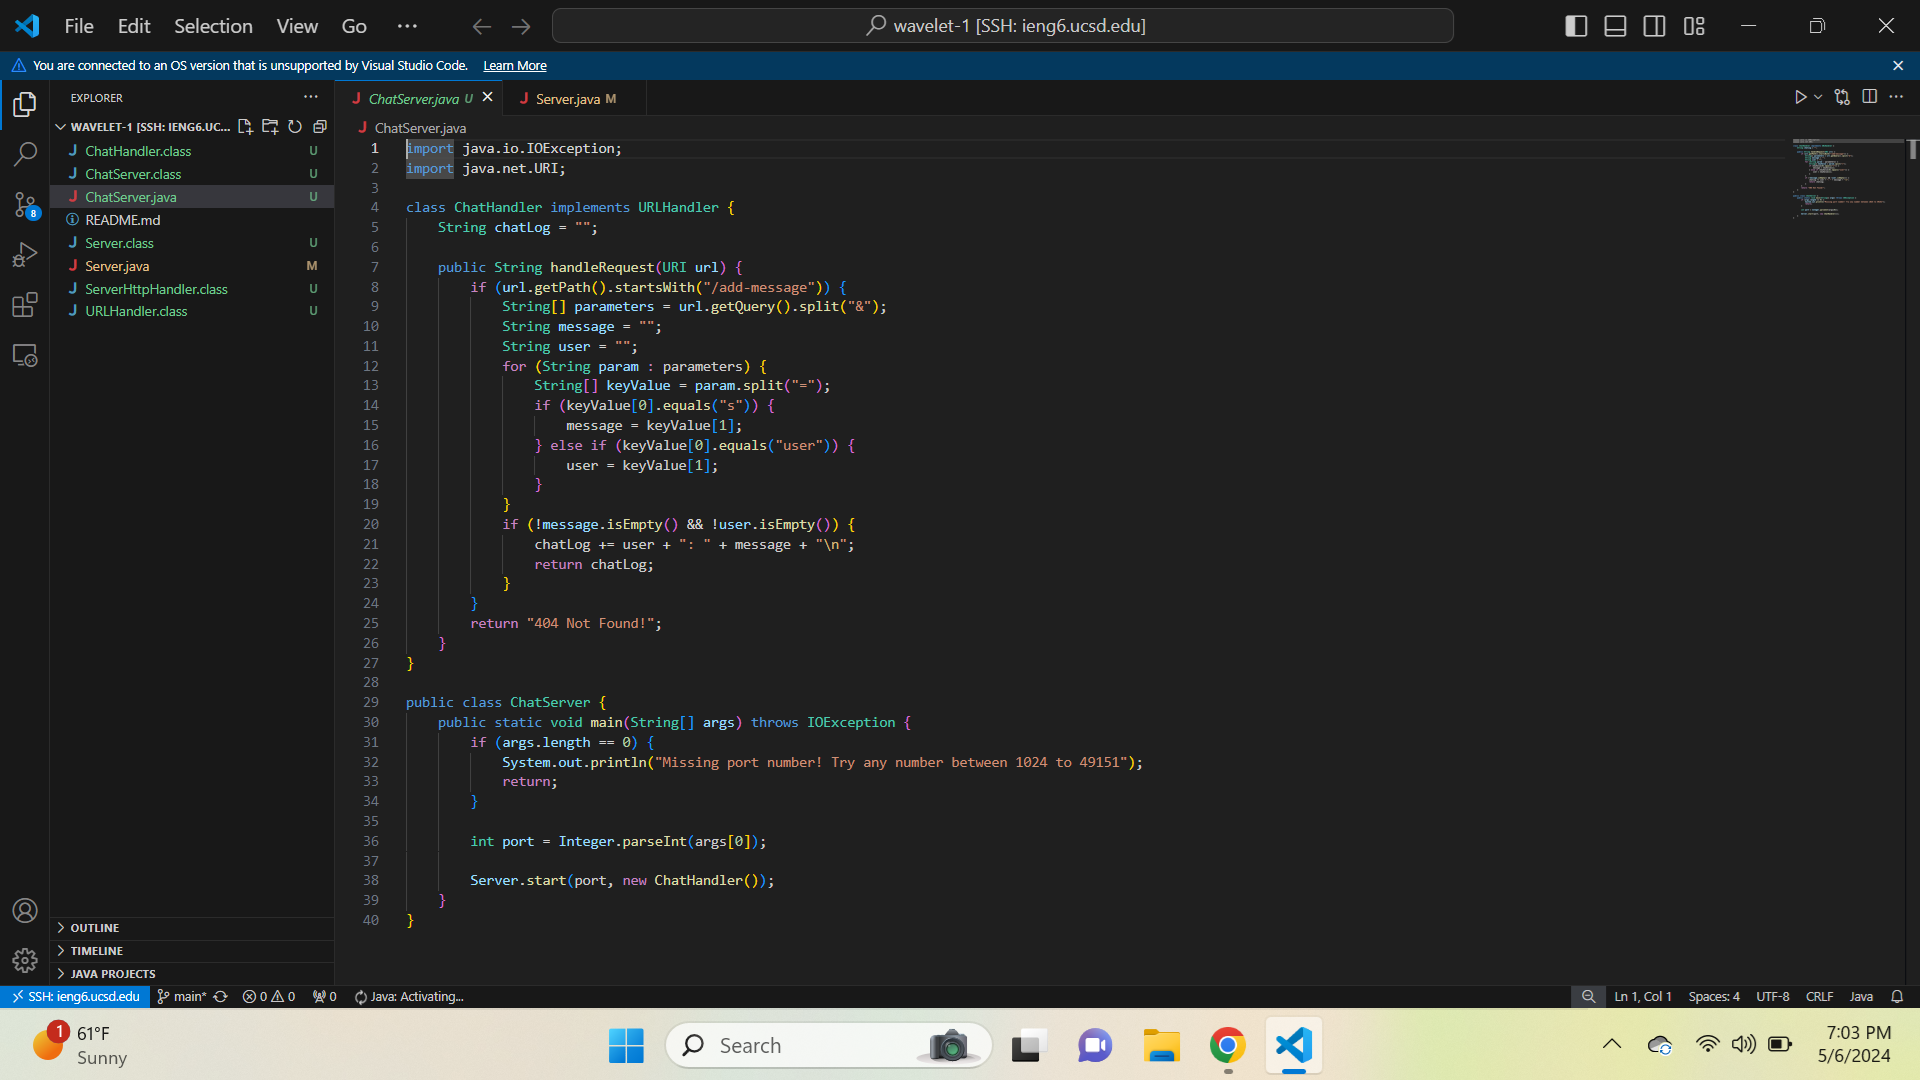 File Edit Selection View Go ··· wavelet-1 [SSH: ieng6.ucsd.edu]
You are connected to an OS version that is unsupported by Visual Studio Code. Learn More
EXPLORER
WAVELET-1 [SSH: IENG6.UC...
ChatHandler.class U
ChatServer.class U
ChatServer.java U
README.md
Server.class U
Server.java M
ServerHttpHandler.class U
URLHandler.class U
8
OUTLINE
TIMELINE
JAVA PROJECTS
ChatServer.java U Server.java M
ChatServer.java
1 import java.io.IOException;
2 import java.net.URI;
3
4 class ChatHandler implements URLHandler {
5 String chatLog = "";
6
7 public String handleRequest(URI url) {
8 if (url.getPath().startsWith("/add-message")) {
9 String[] parameters = url.getQuery().split("&");
10 String message = "";
11 String user = "";
12 for (String param : parameters) {
13 String[] keyValue = param.split("=");
14 if (keyValue[0].equals("s")) {
15 message = keyValue[1];
16 } else if (keyValue[0].equals("user")) {
17 user = keyValue[1];
18 }
19 }
20 if (!message.isEmpty() && !user.isEmpty()) {
21 chatLog += user + ": " + message + "\n";
22 return chatLog;
23 }
24 }
25 return "404 Not Found!";
26 }
27 }
28
29 public class ChatServer {
30 public static void main(String[] args) throws IOException {
31 if (args.length == 0) {
32 System.out.println("Missing port number! Try any number between 1024 to 49151");
33 return;
34 }
35
36 int port = Integer.parseInt(args[0]);
37
38 Server.start(port, new ChatHandler());
39 }
40 }
SSH: ieng6.ucsd.edu main* 0 0 0 Java: Activating... Ln 1, Col 1 Spaces: 4 UTF-8 CRLF Java
1
61°F
Sunny
Search
7:03 PM
5/6/2024